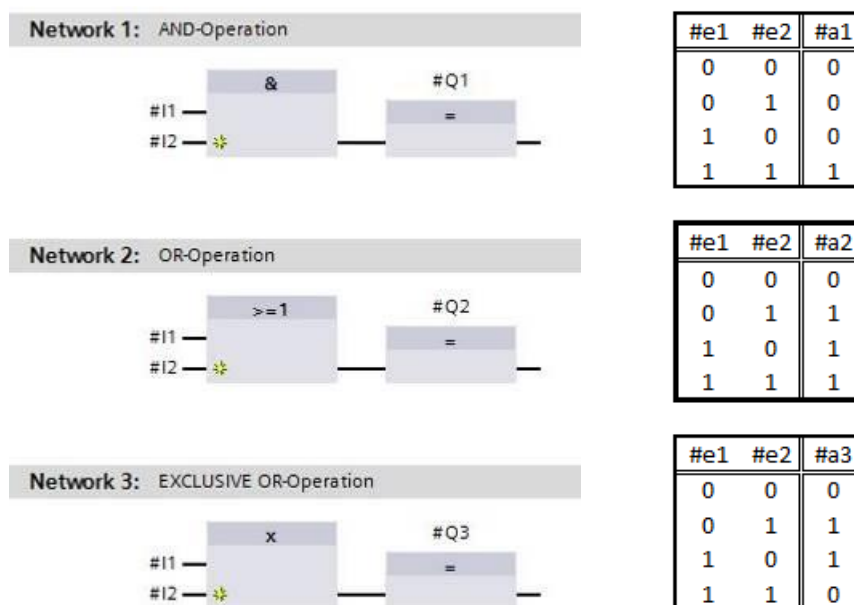 Network 1: AND-Operation
&
#Q1
#I1
=
#I2
#e1 #e2 #a1
0 0 0
0 1 0
1 0 0
1 1 1
Network 2: OR-Operation
>=1
#Q2
#I1
=
#I2
#e1 #e2 #a2
0 0 0
0 1 1
1 0 1
1 1 1
Network 3: EXCLUSIVE OR-Operation
x
#Q3
#I1
=
#I2
#e1 #e2 #a3
0 0 0
0 1 1
1 0 1
1 1 0